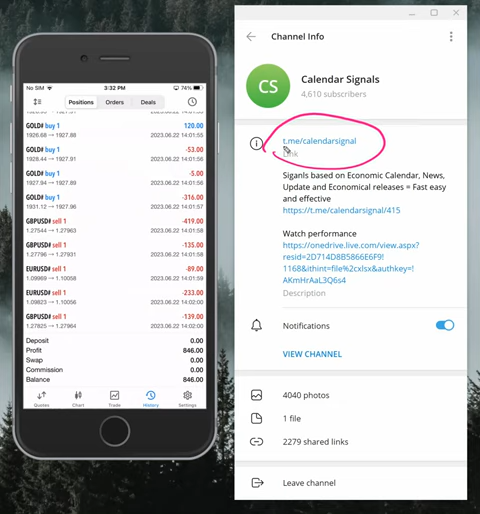 No SIM 3:32 PM 74%
Positions Orders Deals
1926.68 → 1927.88 2023.06.22 14:01:55
GOLD# buy 1 120.00
GOLD# buy 1 -53.00
1928.44 → 1927.91 2023.06.22 14:01:56
GOLD# buy 1 -5.00
1927.94 → 1927.89 2023.06.22 14:01:56
GOLD# buy 1 -316.00
1931.12 → 1927.96 2023.06.22 14:01:57
GBPUSD# sell 1 -419.00
1.27544 → 1.27963 2023.06.22 14:01:58
GBPUSD# sell 1 -135.00
1.27796 → 1.27931 2023.06.22 14:01:58
EURUSD# sell 1 -89.00
1.09969 → 1.10058 2023.06.22 14:01:59
EURUSD# sell 1 -233.00
1.09823 → 1.10056 2023.06.22 14:02:00
GBPUSD# sell 1 -139.00
1.27825 → 1.27964 2023.06.22 14:02:00
Deposit 0.00
Profit 846.00
Swap 0.00
Commission 0.00
Balance 846.00
Quotes Chart Trade History Settings
Channel Info
CS
Calendar Signals
4,610 subscribers
t.me/calendarsignal
Link
Siganls based on Economic Calendar, News,
Update and Economical releases = Fast easy
and effective
https://t.me/calendarsignal/415
Watch performance
https://onedrive.live.com/view.aspx?
resid=2D714D8B5866E6F9!
1168&ithint=file%2cxlsx&authkey=!
AKmHrAaL3Q6s4
Description
Notifications
VIEW CHANNEL
4040 photos
1 file
2279 shared links
Leave channel